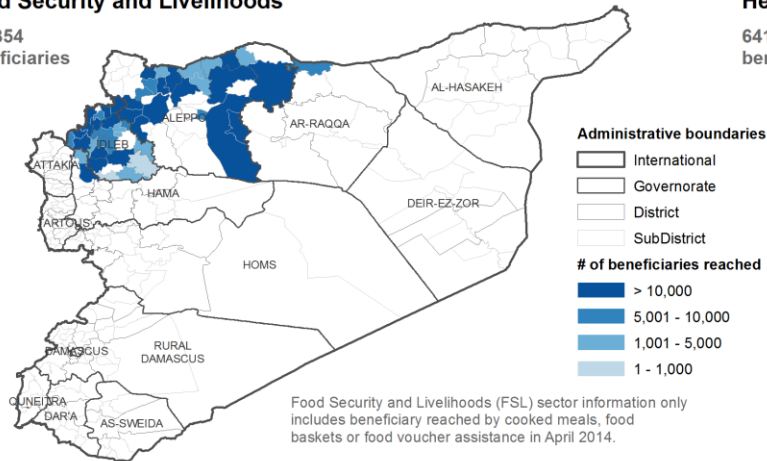 d Security and Livelihoods
He
354
641
ficiaries
ben
AL-HASAKEH
ALEPPO
AR-RAQQA
IDLEB
ATTAKIA
HAMA
DEIR-EZ-ZOR
ARTOUS
HOMS
DAMASCUS
RURAL
DAMASCUS
QUNEITRA
DAR'A
AS-SWEIDA
Administrative boundaries
International
Governorate
District
SubDistrict
# of beneficiaries reached
> 10,000
5,001 - 10,000
1,001 - 5,000
1 - 1,000
Food Security and Livelihoods (FSL) sector information only
includes beneficiary reached by cooked meals, food
baskets or food voucher assistance in April 2014.